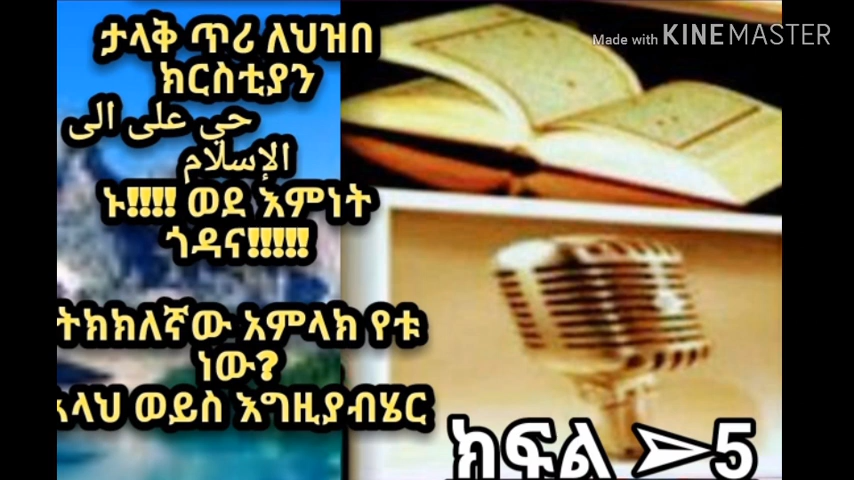 ታላቅ ጥሪ ለህዝበ
ክርስቲያን
حي على الى
الإسلام
ኑ!!!! ወደ እምነት
ጎዳና!!!!!
ትክክለኛው አምላክ የቱ
ነው?
አላህ ወይስ እግዚያብሄር
Made with KINEMASTER
ክፍል ➢5